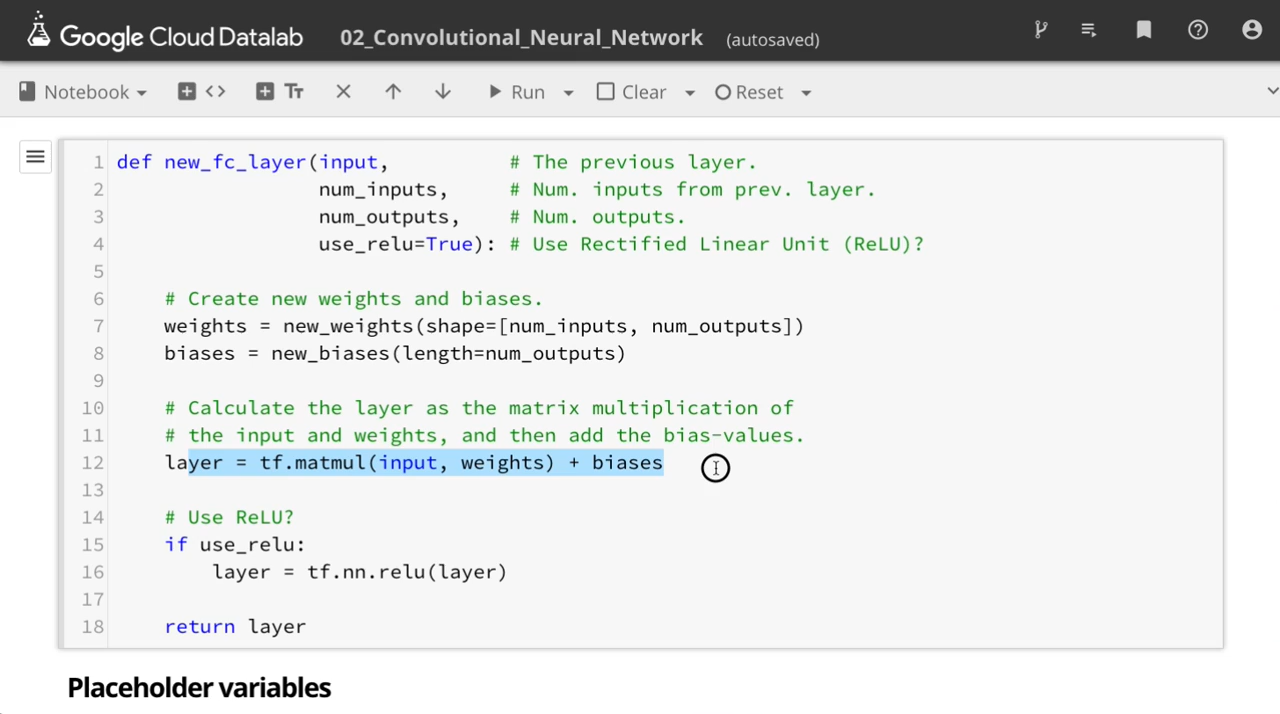 Google Cloud Datalab 02_Convolutional_Neural_Network (autosaved)
Notebook Run Clear Reset
1 def new_fc_layer(input, # The previous layer.
2 num_inputs, # Num. inputs from prev. layer.
3 num_outputs, # Num. outputs.
4 use_relu=True): # Use Rectified Linear Unit (ReLU)?
5
6 # Create new weights and biases.
7 weights = new_weights(shape=[num_inputs, num_outputs])
8 biases = new_biases(length=num_outputs)
9
10 # Calculate the layer as the matrix multiplication of
11 # the input and weights, and then add the bias-values.
12 layer = tf.matmul(input, weights) + biases
13
14 # Use ReLU?
15 if use_relu:
16 layer = tf.nn.relu(layer)
17
18 return layer
Placeholder variables